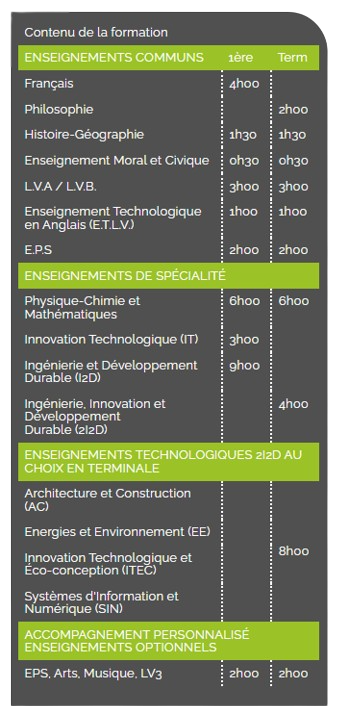 Contenu de la formation
ENSEIGNEMENTS COMMUNS 1ère Term
Français 4h00
Philosophie 2h00
Histoire-Géographie 1h30 1h30
Enseignement Moral et Civique 0h30 0h30
L.V.A / L.V.B. 3h00 3h00
Enseignement Technologique 1h00 1h00
en Anglais (E.T.L.V.)
E.P.S 2h00 2h00
ENSEIGNEMENTS DE SPÉCIALITÉ
Physique-Chimie et 6h00 6h00
Mathématiques
Innovation Technologique (IT) 3h00
Ingénierie et Développement 9h00
Durable (I2D)
Ingénierie, Innovation et 4h00
Développement
Durable (2I2D)
ENSEIGNEMENTS TECHNOLOGIQUES 2I2D AU
CHOIX EN TERMINALE
Architecture et Construction
(AC)
Energies et Environnement (EE)
8h00
Innovation Technologique et
Éco-conception (ITEC)
Systèmes d'Information et
Numérique (SIN)
ACCOMPAGNEMENT PERSONNALISÉ
ENSEIGNEMENTS OPTIONNELS
EPS, Arts, Musique, LV3 2h00 2h00